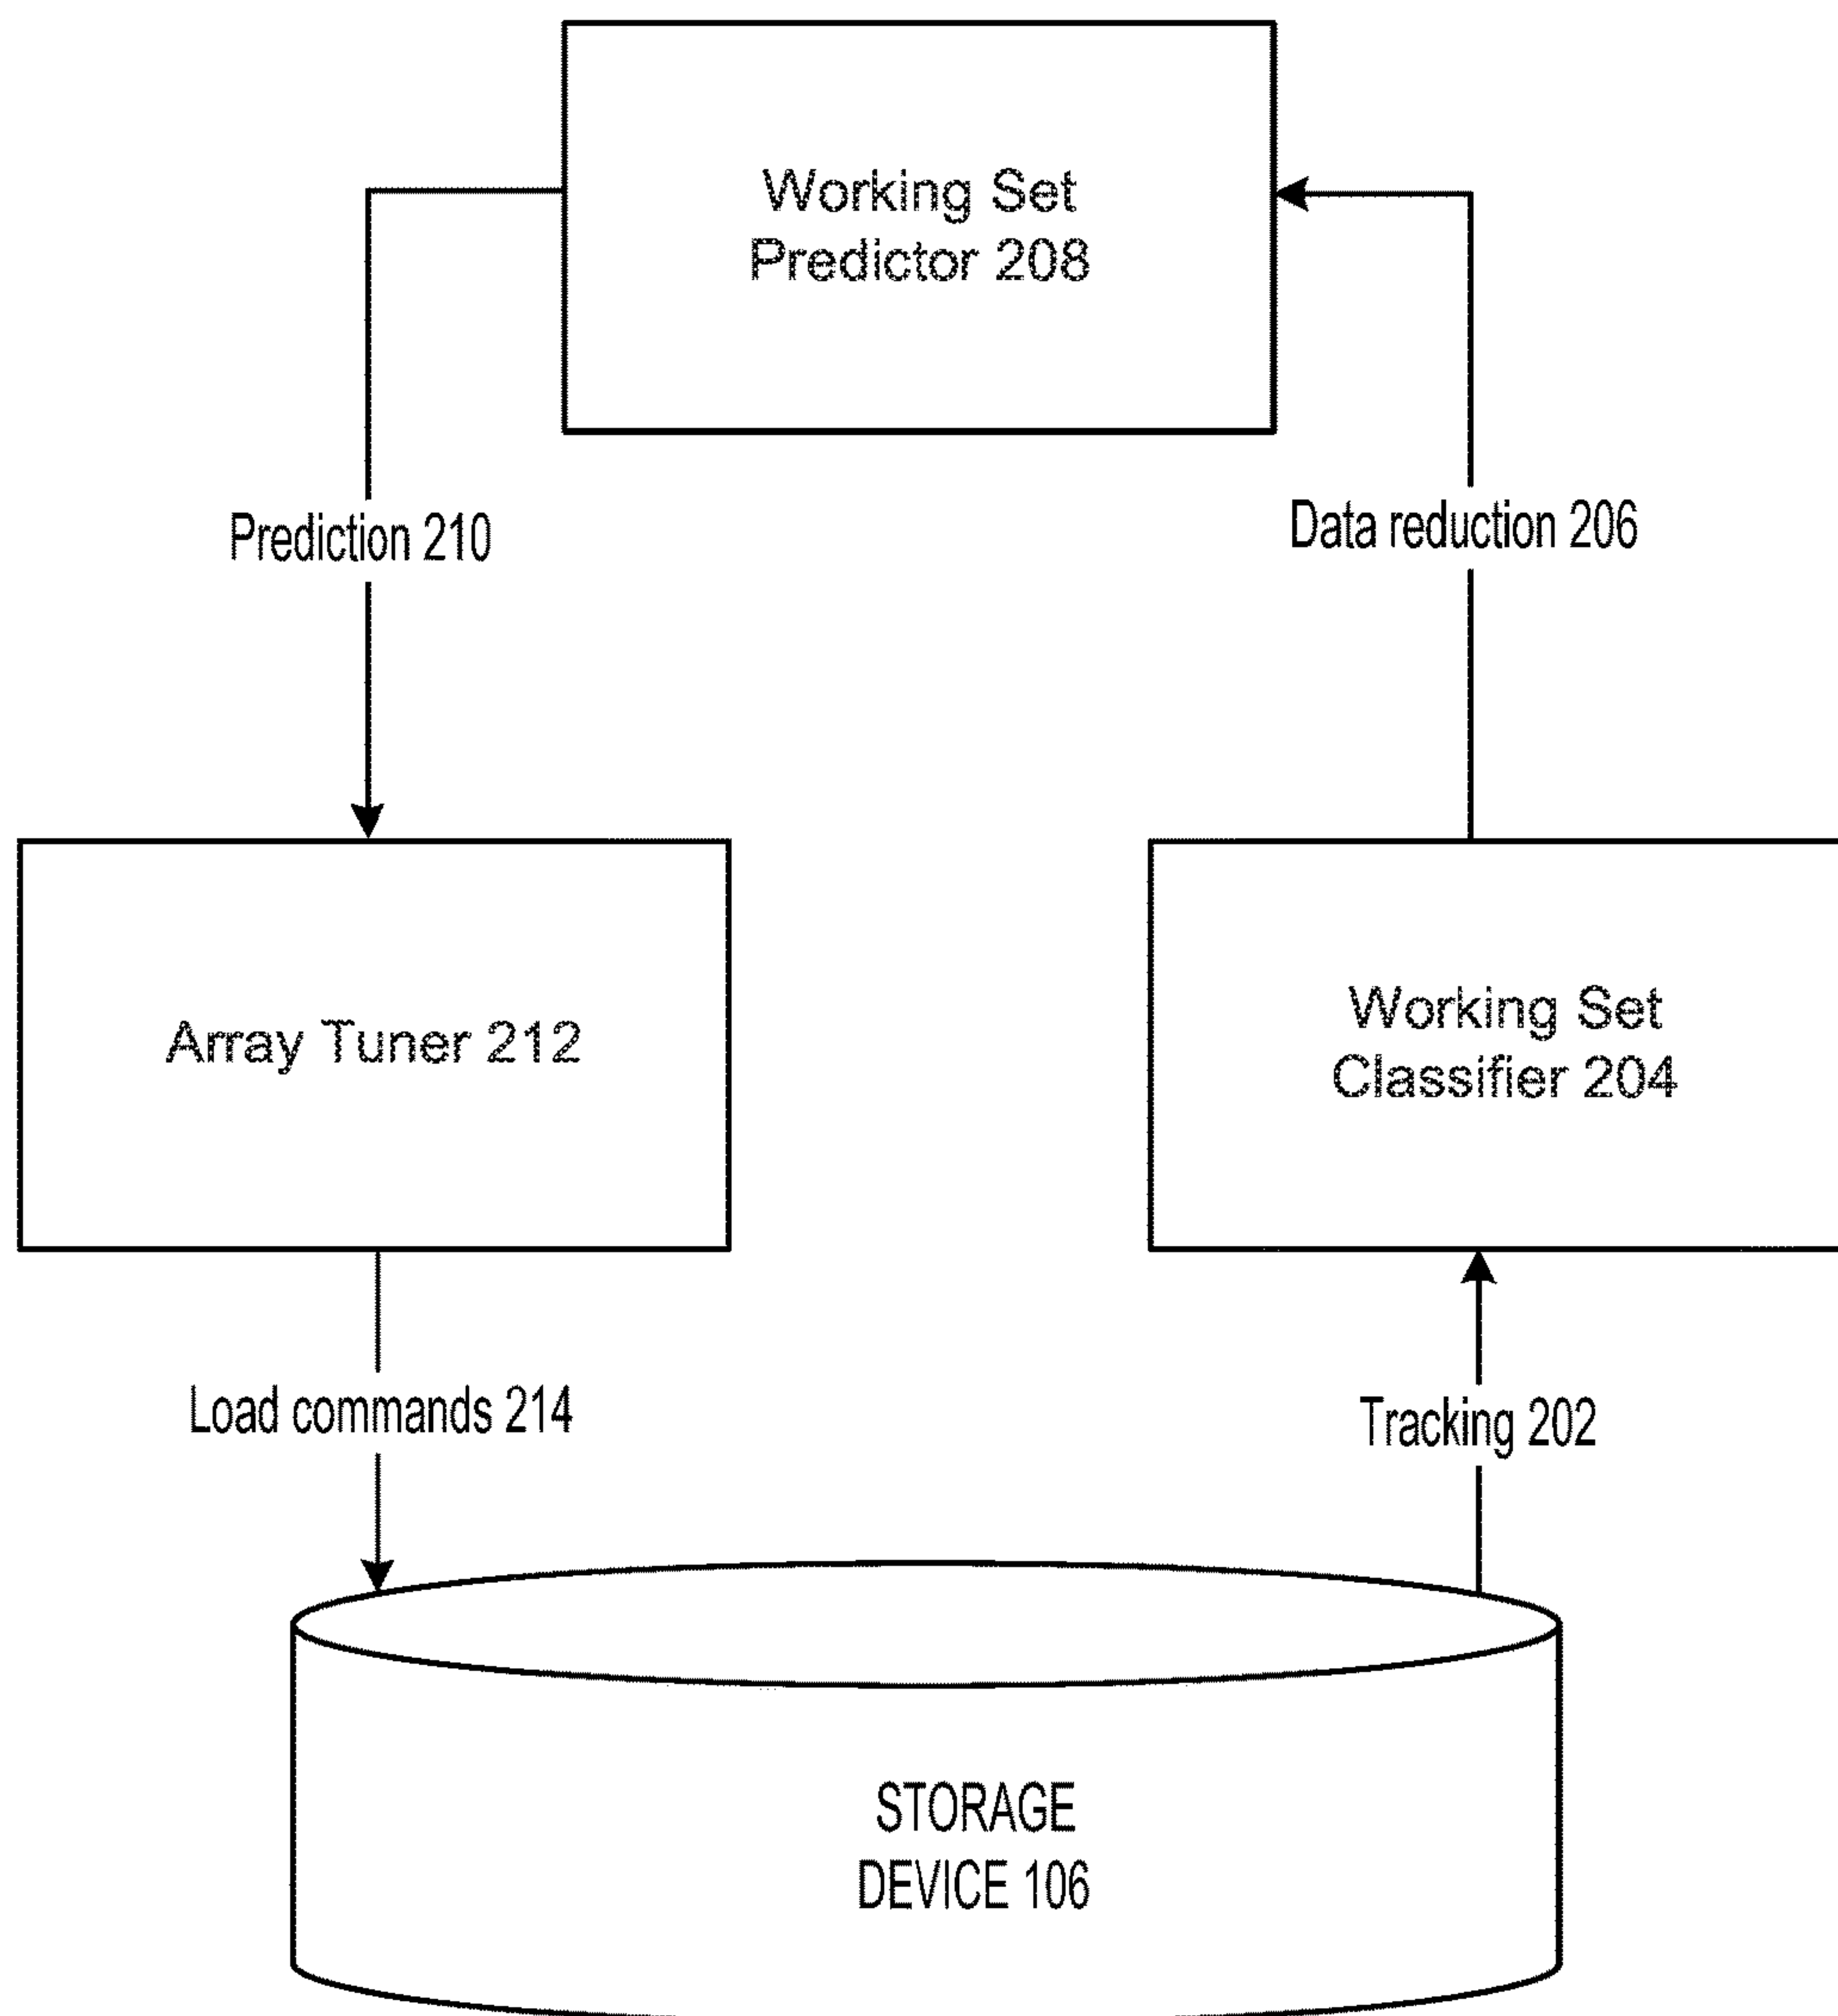 Working Set
Predictor 208
Prediction 210
Data reduction 206
Array Tuner 212
Working Set
Classifier 204
Load commands 214
Tracking 202
STORAGE
DEVICE 106